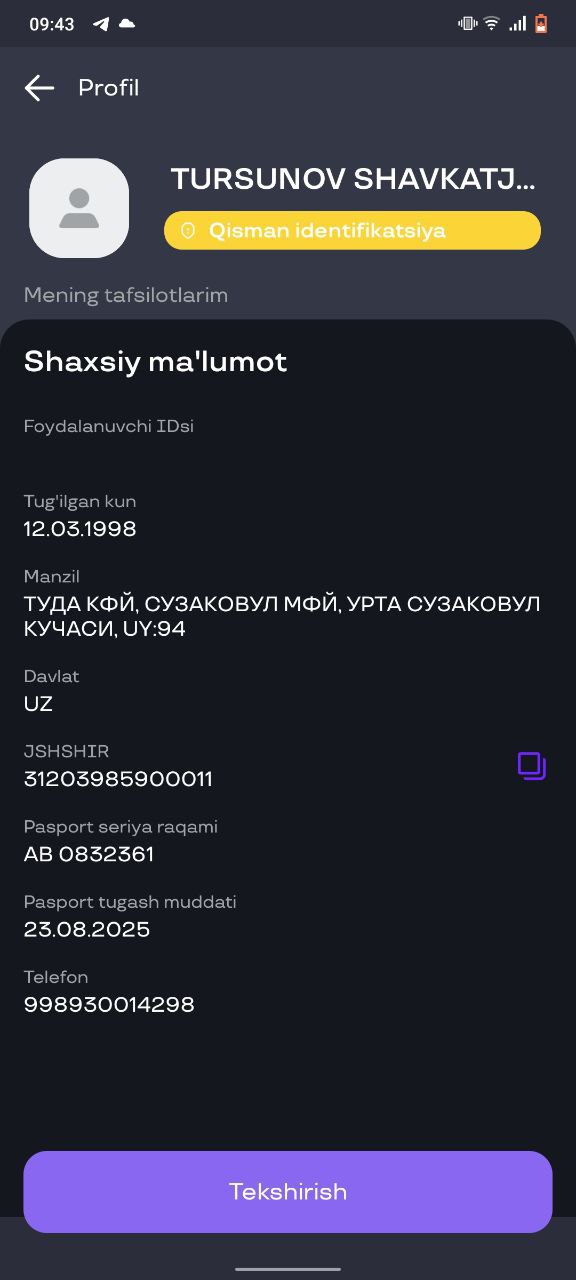 09:43
Profil
TURSUNOV SHAVKATJ...
Qisman identifikatsiya
Mening tafsilotlarim
Shaxsiy ma'lumot
Foydalanuvchi IDsi
Tug'ilgan kun
12.03.1998
Manzil
ТУДА КФЙ, СУЗАКОВУЛ МФЙ, УРТА СУЗАКОВУЛ
КУЧАСИ, UY:94
Davlat
UZ
JSHSHIR
31203985900011
Pasport seriya raqami
AB 0832361
Pasport tugash muddati
23.08.2025
Telefon
998930014298
Tekshirish